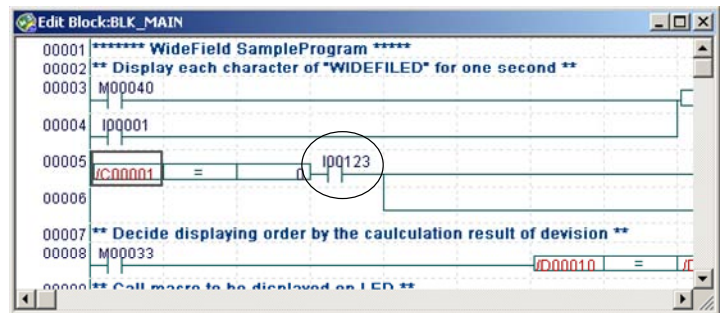 Edit Block:BLK_MAIN
00001 ******* WideField SampleProgram *****
00002 ** Display each character of "WIDEFILED" for one second **
00003 M00040
00004 I00001
00005 /C00001 = 0 I00123
00006
00007 ** Decide displaying order by the caulculation result of devision **
00008 M00033 /D00010 =
00009 ** Call macro to be displayed on LED **